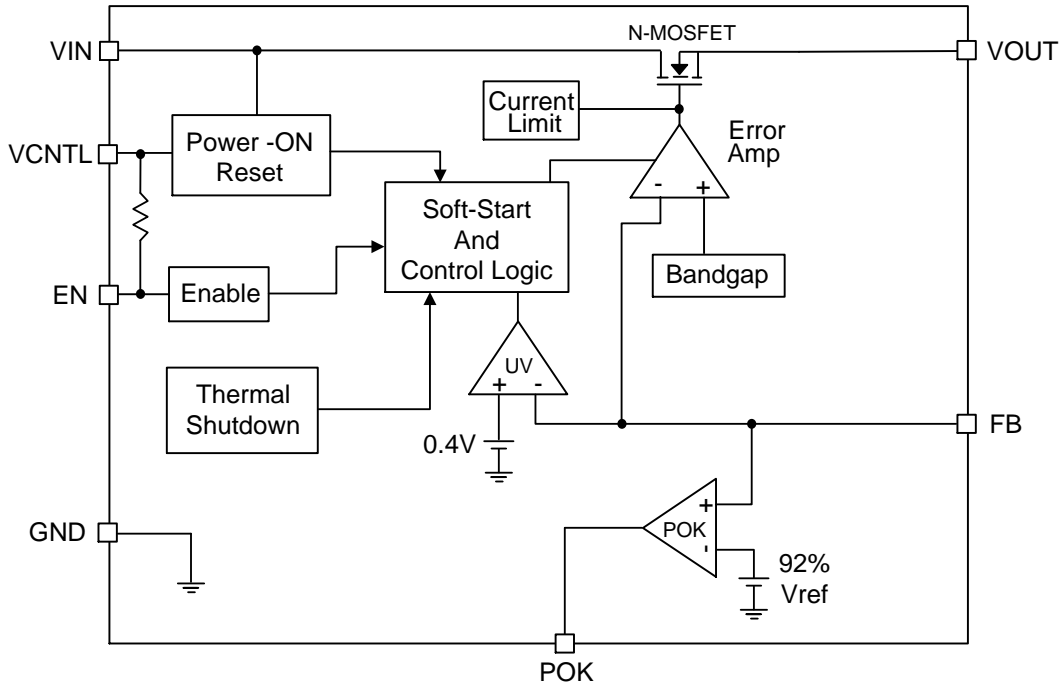 N-MOSFET
VIN
VOUT
Current
Limit
Power -ON
Reset
Error
Amp
VCNTL
- +
Soft-Start
And
Control Logic
Bandgap
EN
Enable
UV
+ -
Thermal
Shutdown
0.4V
FB
+
POK
-
GND
92%
Vref
POK